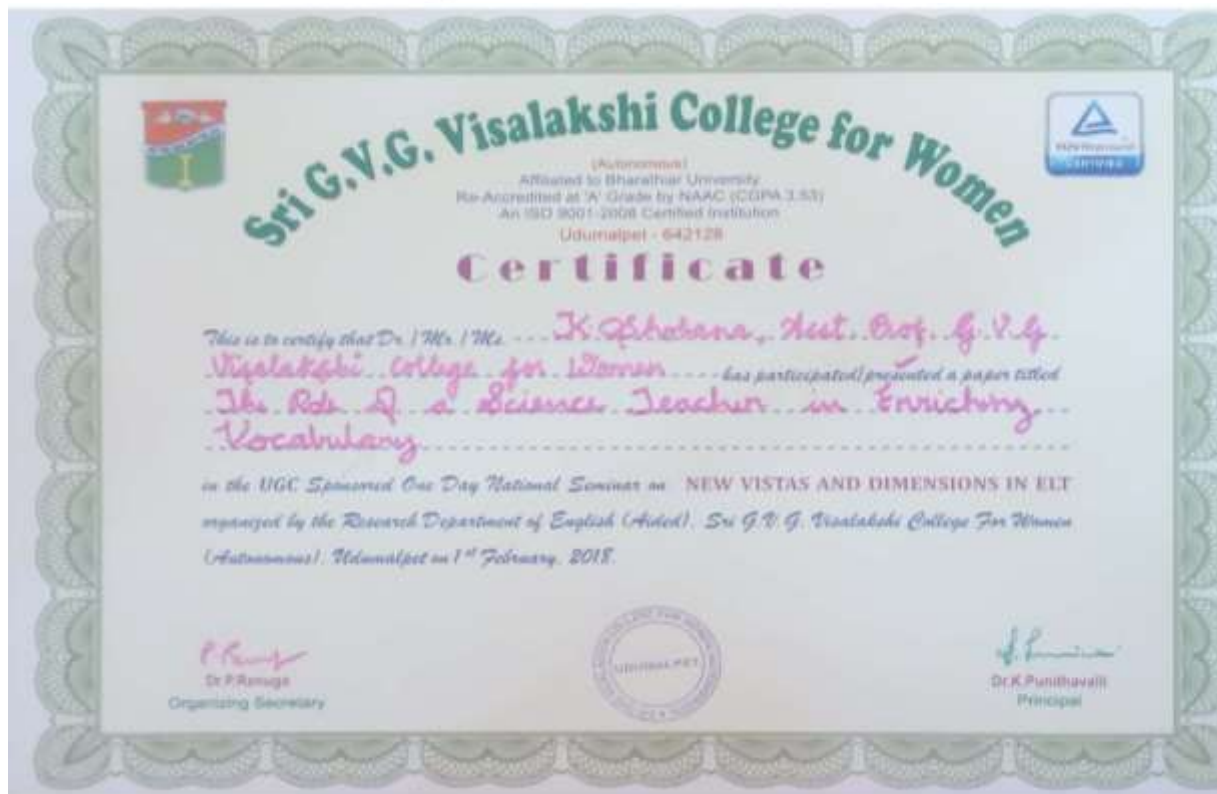 Sri G.V.G. Visalakshi College for Women
(Autonomous)
Affiliated to Bharathiar University
Re-Accredited at 'A' Grade by NAAC (CGPA 3.53)
An ISO 9001-2008 Certified Institution
Udumalpet - 642128
Certificate
This is to certify that Dr. / Mr. / Ms. K. Shobana, Asst. Prof. G.V.G
Visalakshi College for Women has participated/presented a paper titled
The Role of a Science Teacher in Enriching
Vocabulary
in the UGC Sponsored One Day National Seminar on NEW VISTAS AND DIMENSIONS IN ELT
organized by the Research Department of English (Aided), Sri G.V.G. Visalakshi College For Women
(Autonomous), Udumalpet on 1st February, 2018.
UDUMALPET
Dr.P.Renuga
Organizing Secretary
Dr.K.Punithavalli
Principal
CERTIFIED